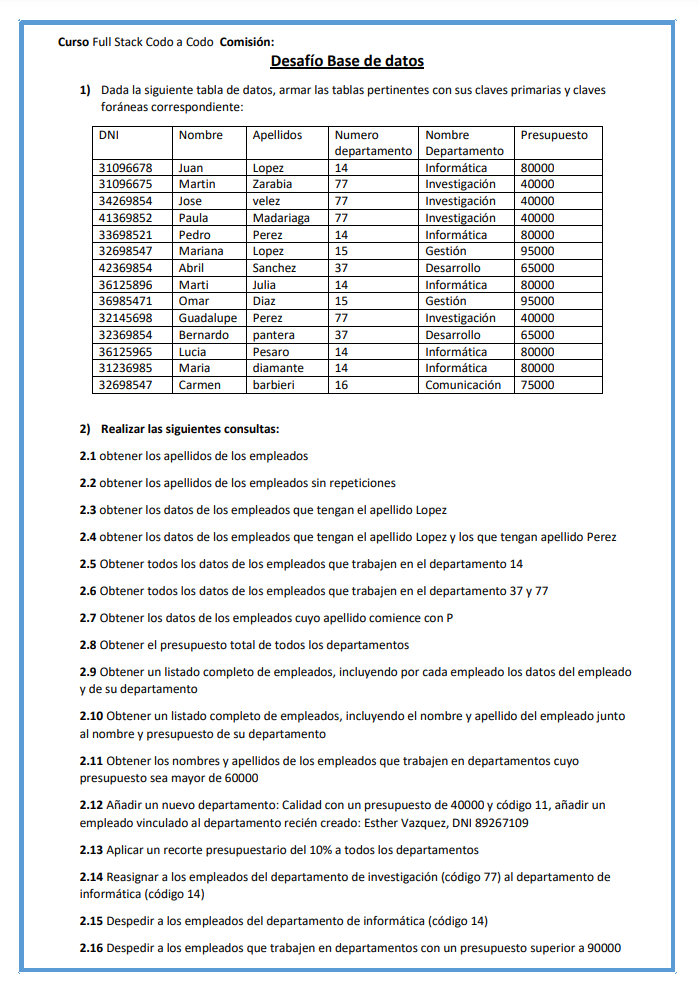 Curso Full Stack Codo a Codo Comisión:
Desafío Base de datos
1) Dada la siguiente tabla de datos, armar las tablas pertinentes con sus claves primarias y claves
foráneas correspondiente:
DNI Nombre Apellidos Numero departamento Nombre Departamento Presupuesto
31096678 Juan Lopez 14 Informática 80000
31096675 Martin Zarabia 77 Investigación 40000
34269854 Jose velez 77 Investigación 40000
41369852 Paula Madariaga 77 Investigación 40000
33698521 Pedro Perez 14 Informática 80000
32698547 Mariana Lopez 15 Gestión 95000
42369854 Abril Sanchez 37 Desarrollo 65000
36125896 Marti Julia 14 Informática 80000
36985471 Omar Diaz 15 Gestión 95000
32145698 Guadalupe Perez 77 Investigación 40000
32369854 Bernardo pantera 37 Desarrollo 65000
36125965 Lucia Pesaro 14 Informática 80000
31236985 Maria diamante 14 Informática 80000
32698547 Carmen barbieri 16 Comunicación 75000
2) Realizar las siguientes consultas:
2.1 obtener los apellidos de los empleados
2.2 obtener los apellidos de los empleados sin repeticiones
2.3 obtener los datos de los empleados que tengan el apellido Lopez
2.4 obtener los datos de los empleados que tengan el apellido Lopez y los que tengan apellido Perez
2.5 Obtener todos los datos de los empleados que trabajen en el departamento 14
2.6 Obtener todos los datos de los empleados que trabajen en el departamento 37 y 77
2.7 Obtener los datos de los empleados cuyo apellido comience con P
2.8 Obtener el presupuesto total de todos los departamentos
2.9 Obtener un listado completo de empleados, incluyendo por cada empleado los datos del empleado
y de su departamento
2.10 Obtener un listado completo de empleados, incluyendo el nombre y apellido del empleado junto
al nombre y presupuesto de su departamento
2.11 Obtener los nombres y apellidos de los empleados que trabajen en departamentos cuyo
presupuesto sea mayor de 60000
2.12 Añadir un nuevo departamento: Calidad con un presupuesto de 40000 y código 11, añadir un
empleado vinculado al departamento recién creado: Esther Vazquez, DNI 89267109
2.13 Aplicar un recorte presupuestario del 10% a todos los departamentos
2.14 Reasignar a los empleados del departamento de investigación (código 77) al departamento de
informática (código 14)
2.15 Despedir a los empleados del departamento de informática (código 14)
2.16 Despedir a los empleados que trabajen en departamentos con un presupuesto superior a 90000